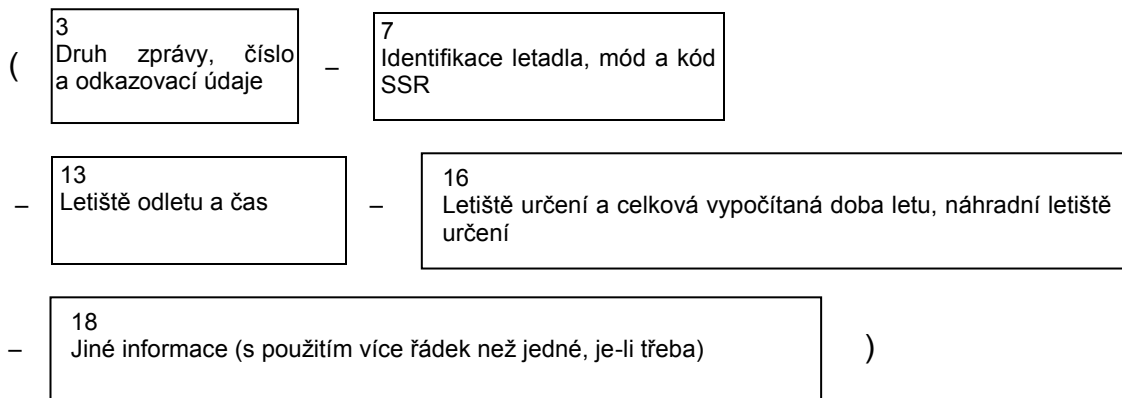 ( 3 – 7
Druh zprávy, číslo
a odkazovací údaje
Identifikace letadla, mód a kód
SSR
– 13 – 16
Letiště odletu a čas
Letiště určení a celková vypočítaná doba letu, náhradní letiště
určení
– 18
Jiné informace (s použitím více řádek než jedné, je-li třeba) )